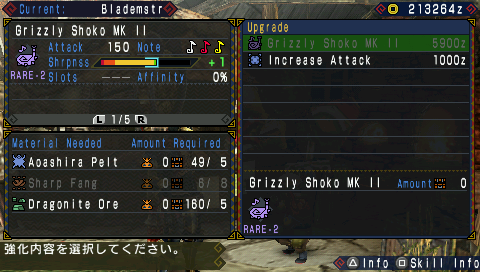 Current: Blademstr
213264z
Grizzly Shoko MK II
Attack 150 Note
Shrpnss +1
RARE-2 Slots --- Affinity 0%
L 1/5 R
Material Needed Amount Required
Aoashira Pelt 0 49/ 5
Sharp Fang 0 8/ 8
Dragonite Ore 0 160/ 5
Upgrade
Grizzly Shoko MK II 5900z
Increase Attack 1000z
Grizzly Shoko MK II Amount 0
RARE-2
強化内容を選択してください。
Info Skill Info